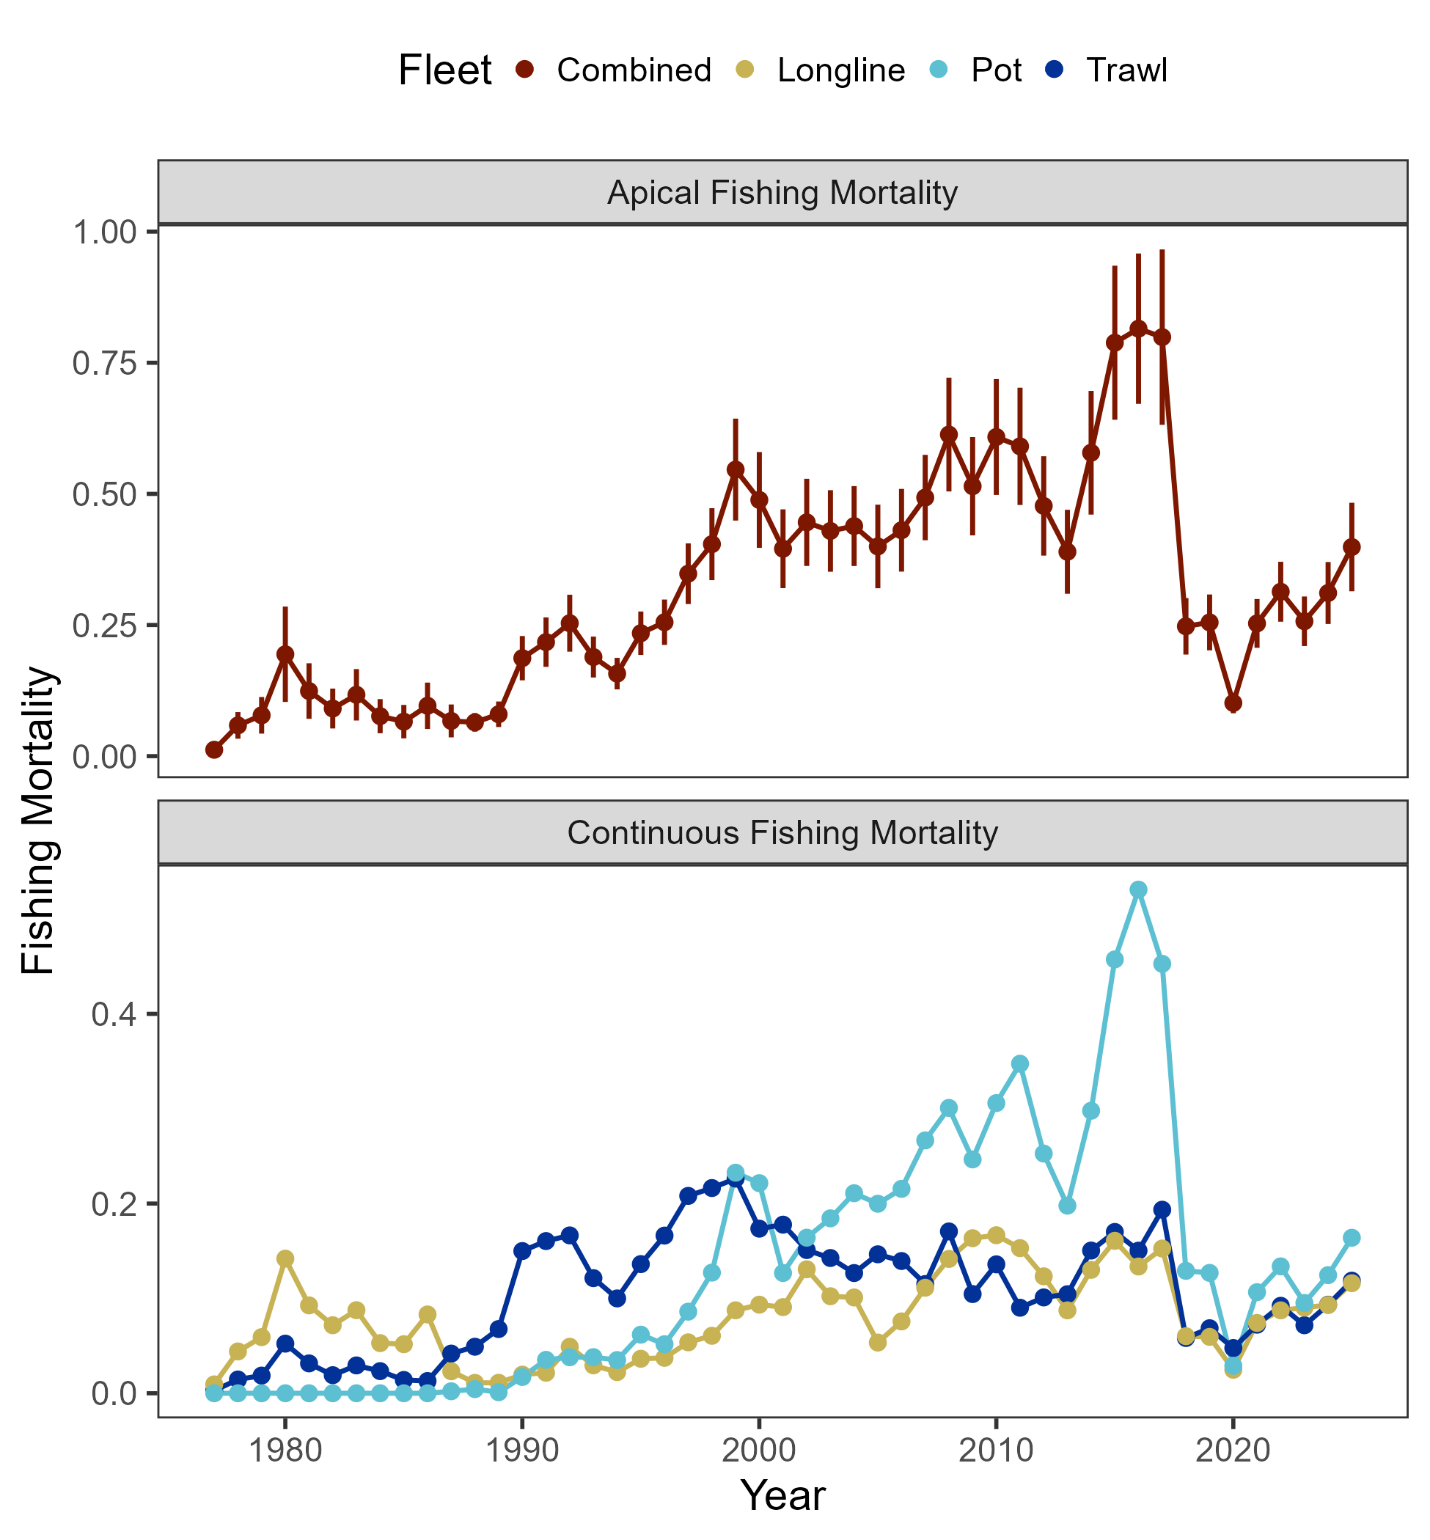 Fleet Combined Longline Pot Trawl
Apical Fishing Mortality
1.00
0.75
0.50
0.25
0.00
Fishing Mortality
Continuous Fishing Mortality
0.4
0.2
0.0
1980 1990 2000 2010 2020
Year